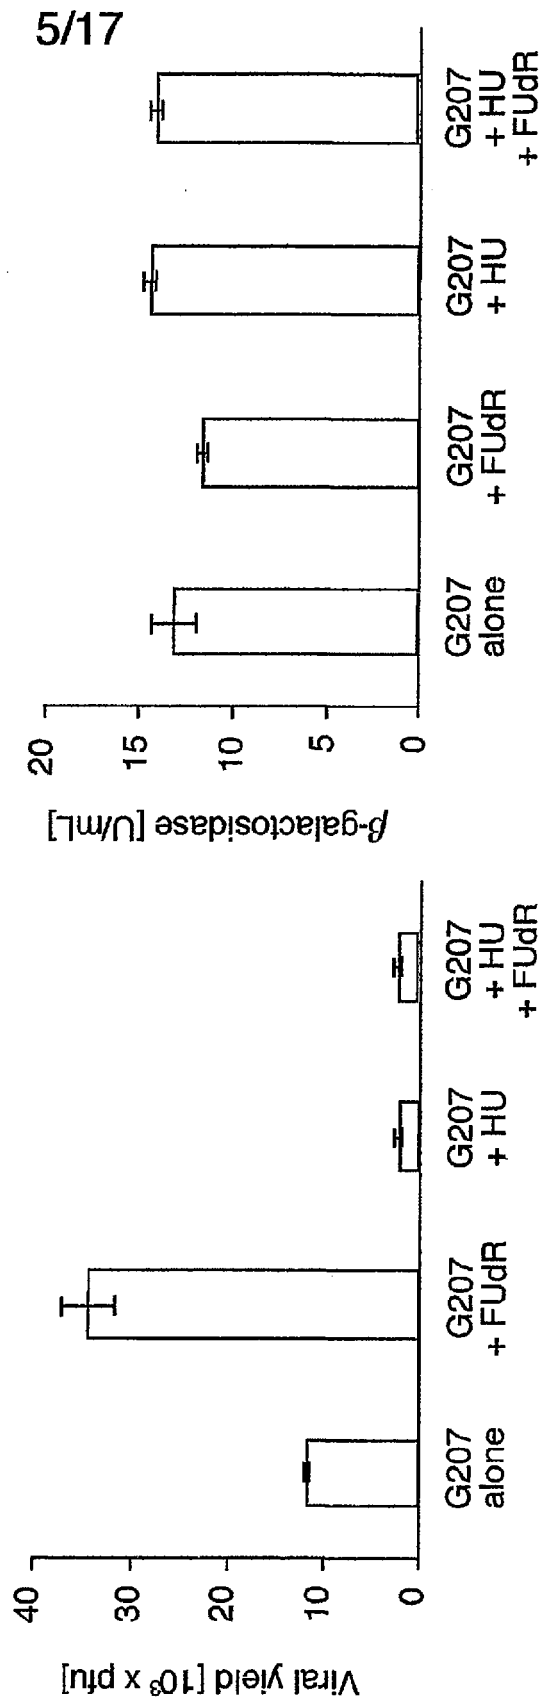 5/17
Viral yield [10³ x pfu]
40
30
20
10
0
G207
alone
G207
+ FUdR
G207
+ HU
G207
+ HU
+ FUdR
β-galactosidase [U/mL]
20
15
10
5
0
G207
alone
G207
+ FUdR
G207
+ HU
G207
+ HU
+ FUdR